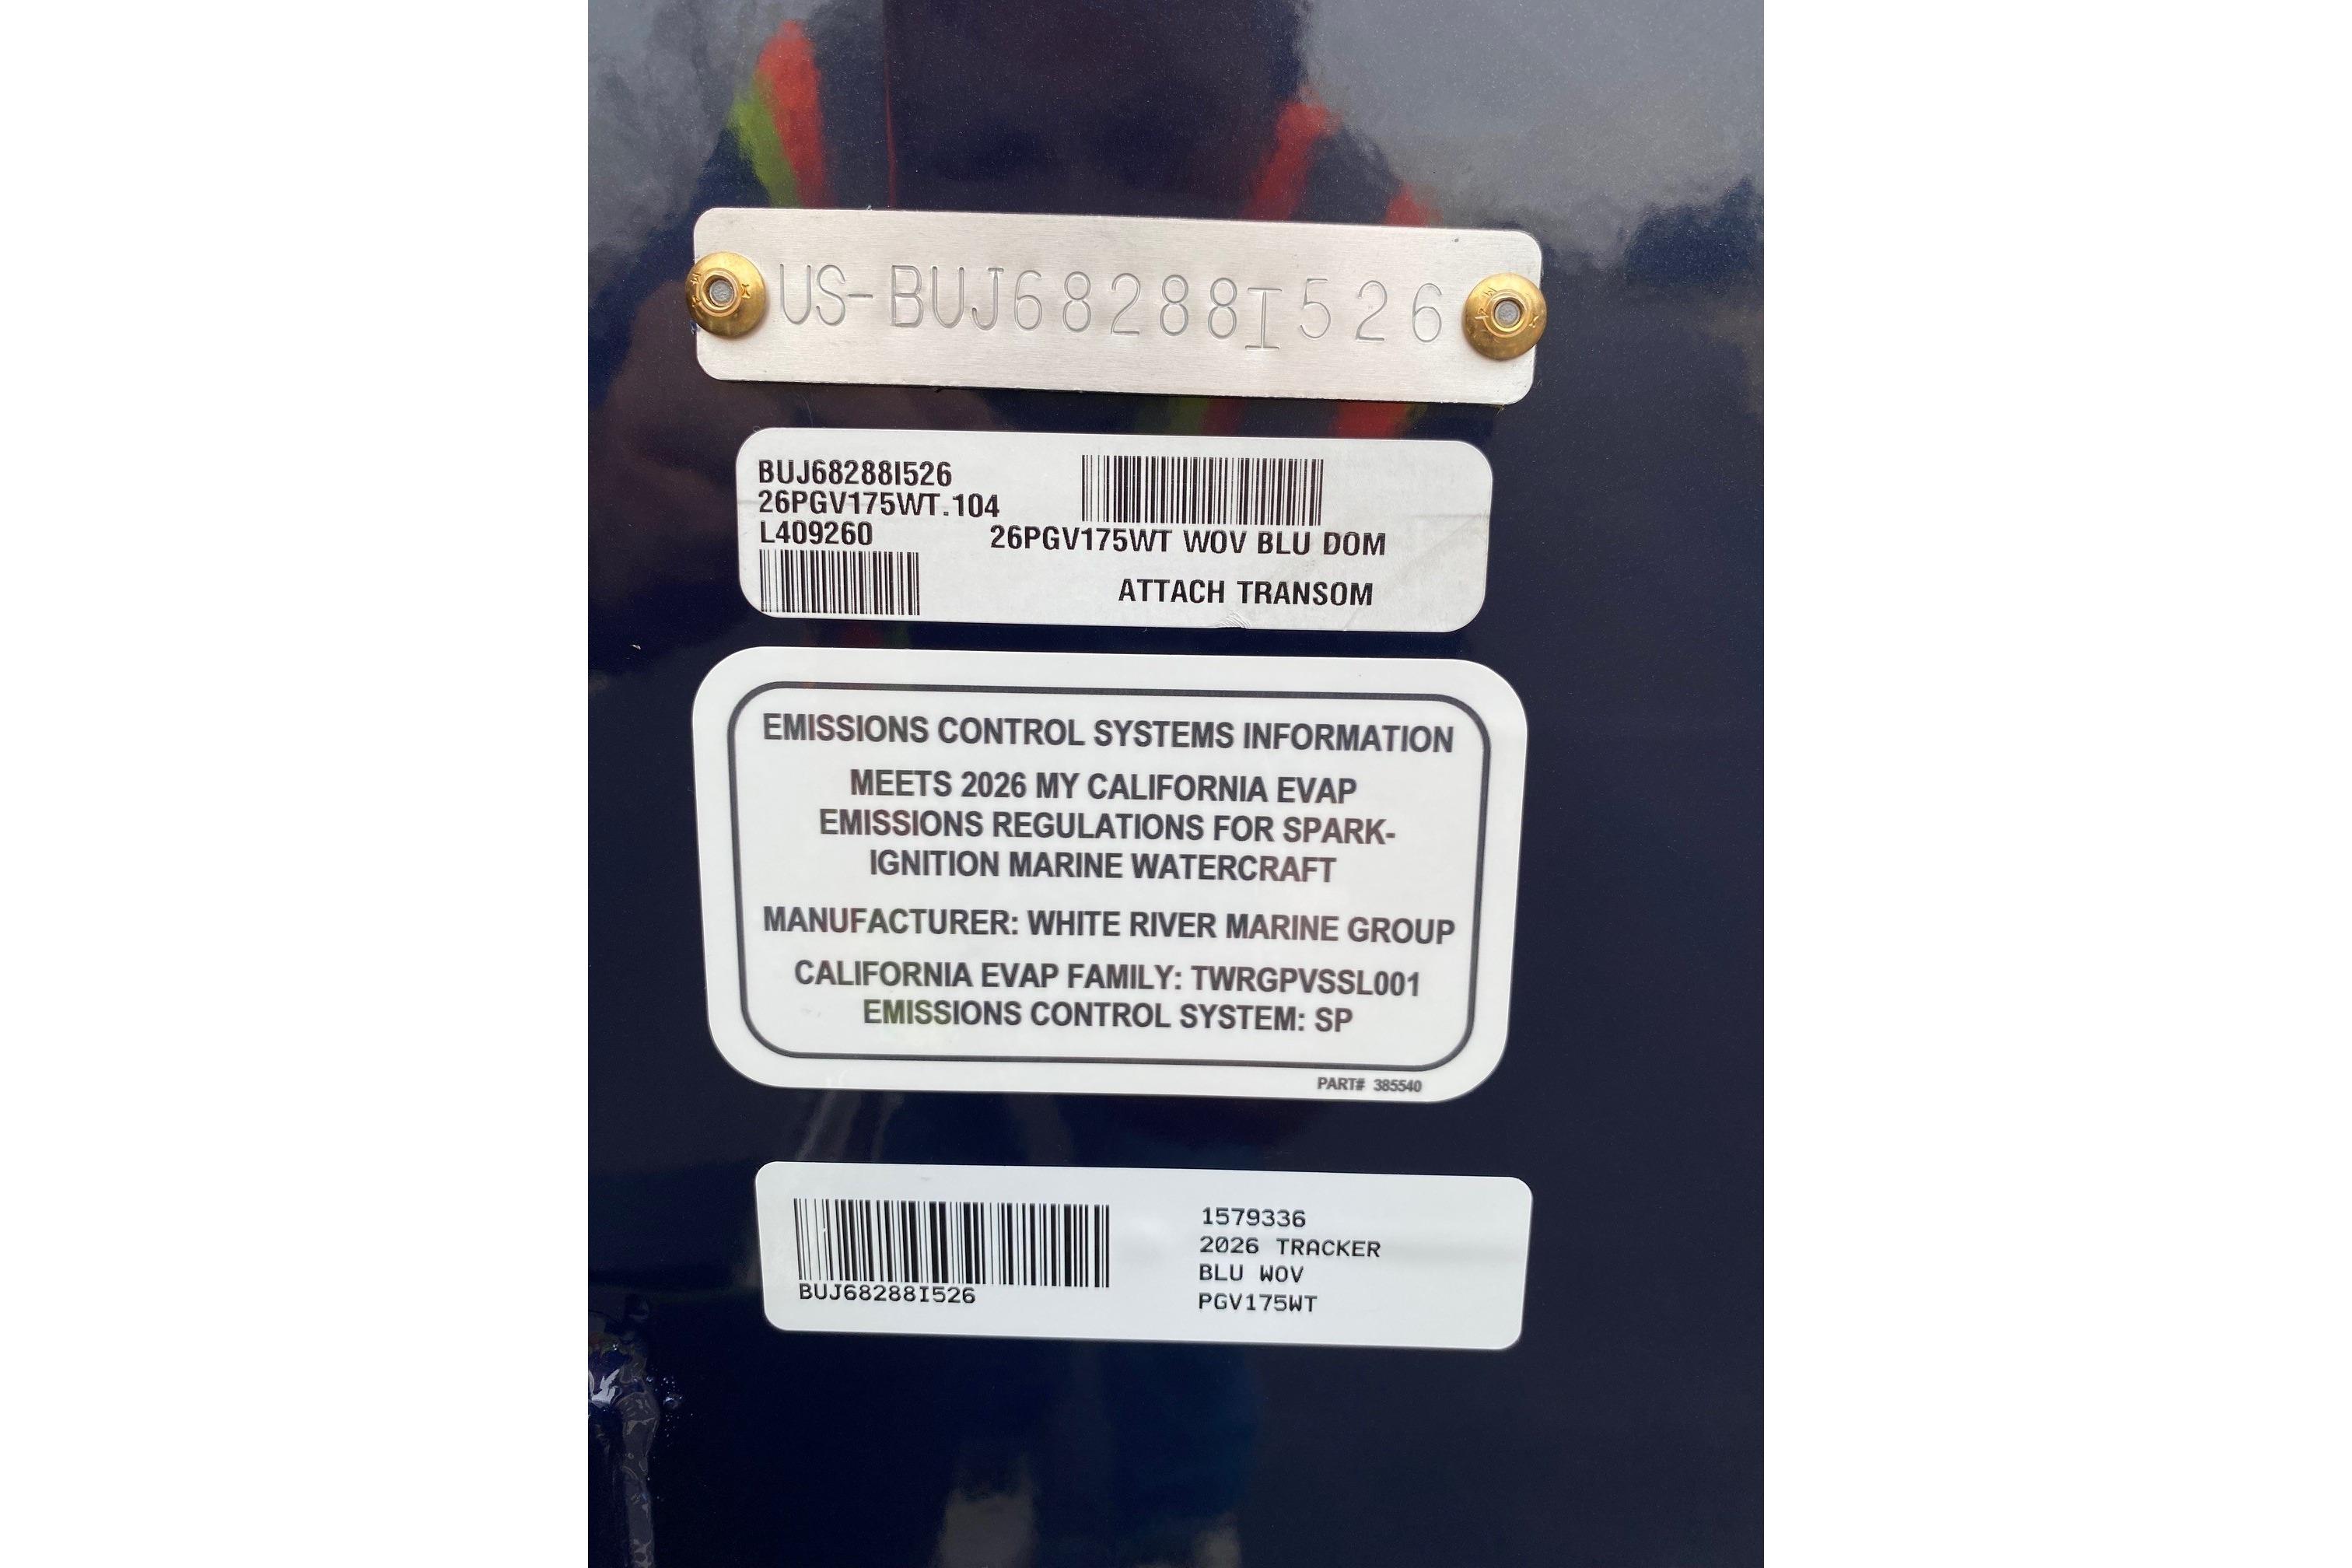 US-BUJ68288I526
BUJ68288I526
26PGV175WT.104
L409260
26PGV175WT WOV BLU DOM
ATTACH TRANSOM
EMISSIONS CONTROL SYSTEMS INFORMATION
MEETS 2026 MY CALIFORNIA EVAP
EMISSIONS REGULATIONS FOR SPARK-
IGNITION MARINE WATERCRAFT
MANUFACTURER: WHITE RIVER MARINE GROUP
CALIFORNIA EVAP FAMILY: TWRGPVSSL001
EMISSIONS CONTROL SYSTEM: SP
PART# 385540
BUJ68288I526
1579336
2026 TRACKER
BLU WOV
PGV175WT